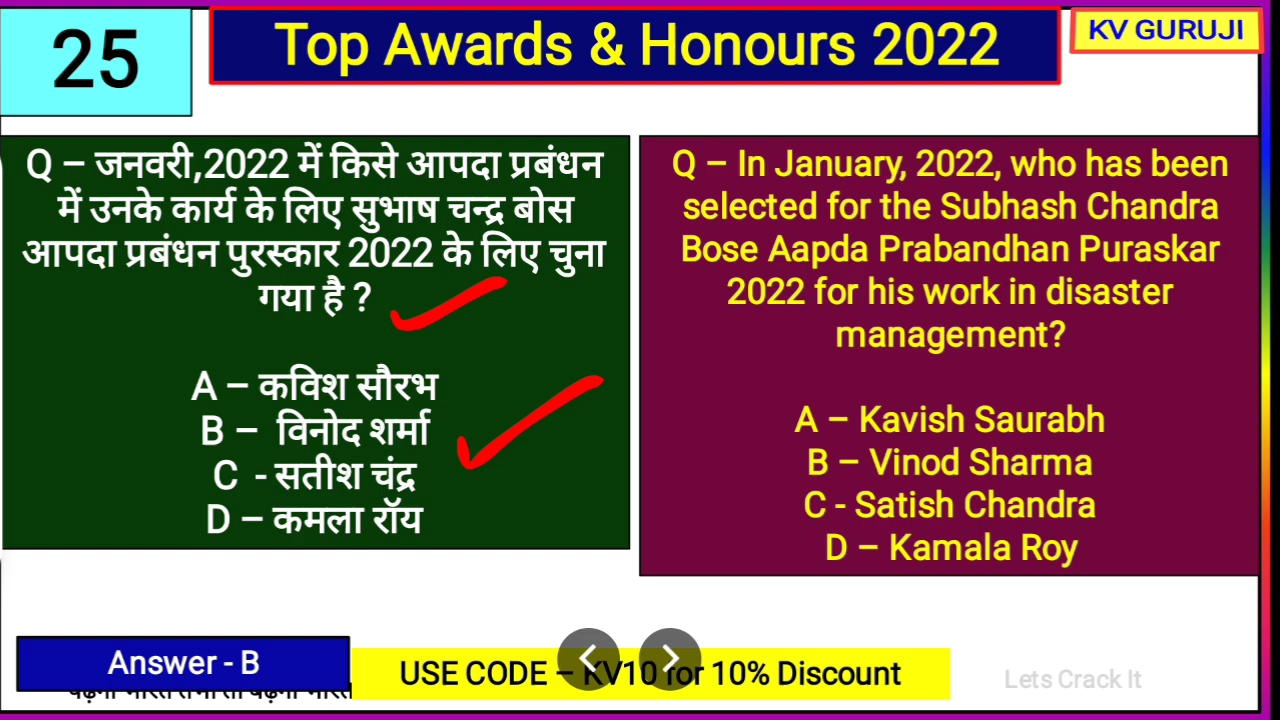 25
Top Awards & Honours 2022
KV GURUJI
Q – जनवरी,2022 में किसे आपदा प्रबंधन
में उनके कार्य के लिए सुभाष चन्द्र बोस
आपदा प्रबंधन पुरस्कार 2022 के लिए चुना
गया है ?
A – कविश सौरभ
B – विनोद शर्मा
C - सतीश चंद्र
D – कमला रॉय
Q – In January, 2022, who has been
selected for the Subhash Chandra
Bose Aapda Prabandhan Puraskar
2022 for his work in disaster
management?
A – Kavish Saurabh
B – Vinod Sharma
C - Satish Chandra
D – Kamala Roy
Answer - B
USE CODE – KV10 for 10% Discount
Lets Crack It